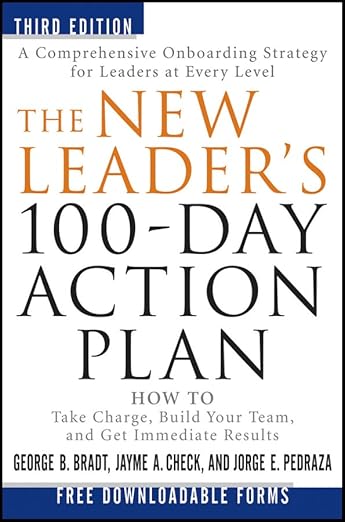 THIRD EDITION
A Comprehensive Onboarding Strategy
for Leaders at Every Level
THE NEW
LEADER'S
100-DAY
ACTION
PLAN
HOW TO
Take Charge, Build Your Team,
and Get Immediate Results
GEORGE B. BRADT, JAYME A. CHECK, AND JORGE E. PEDRAZA
FREE DOWNLOADABLE FORMS